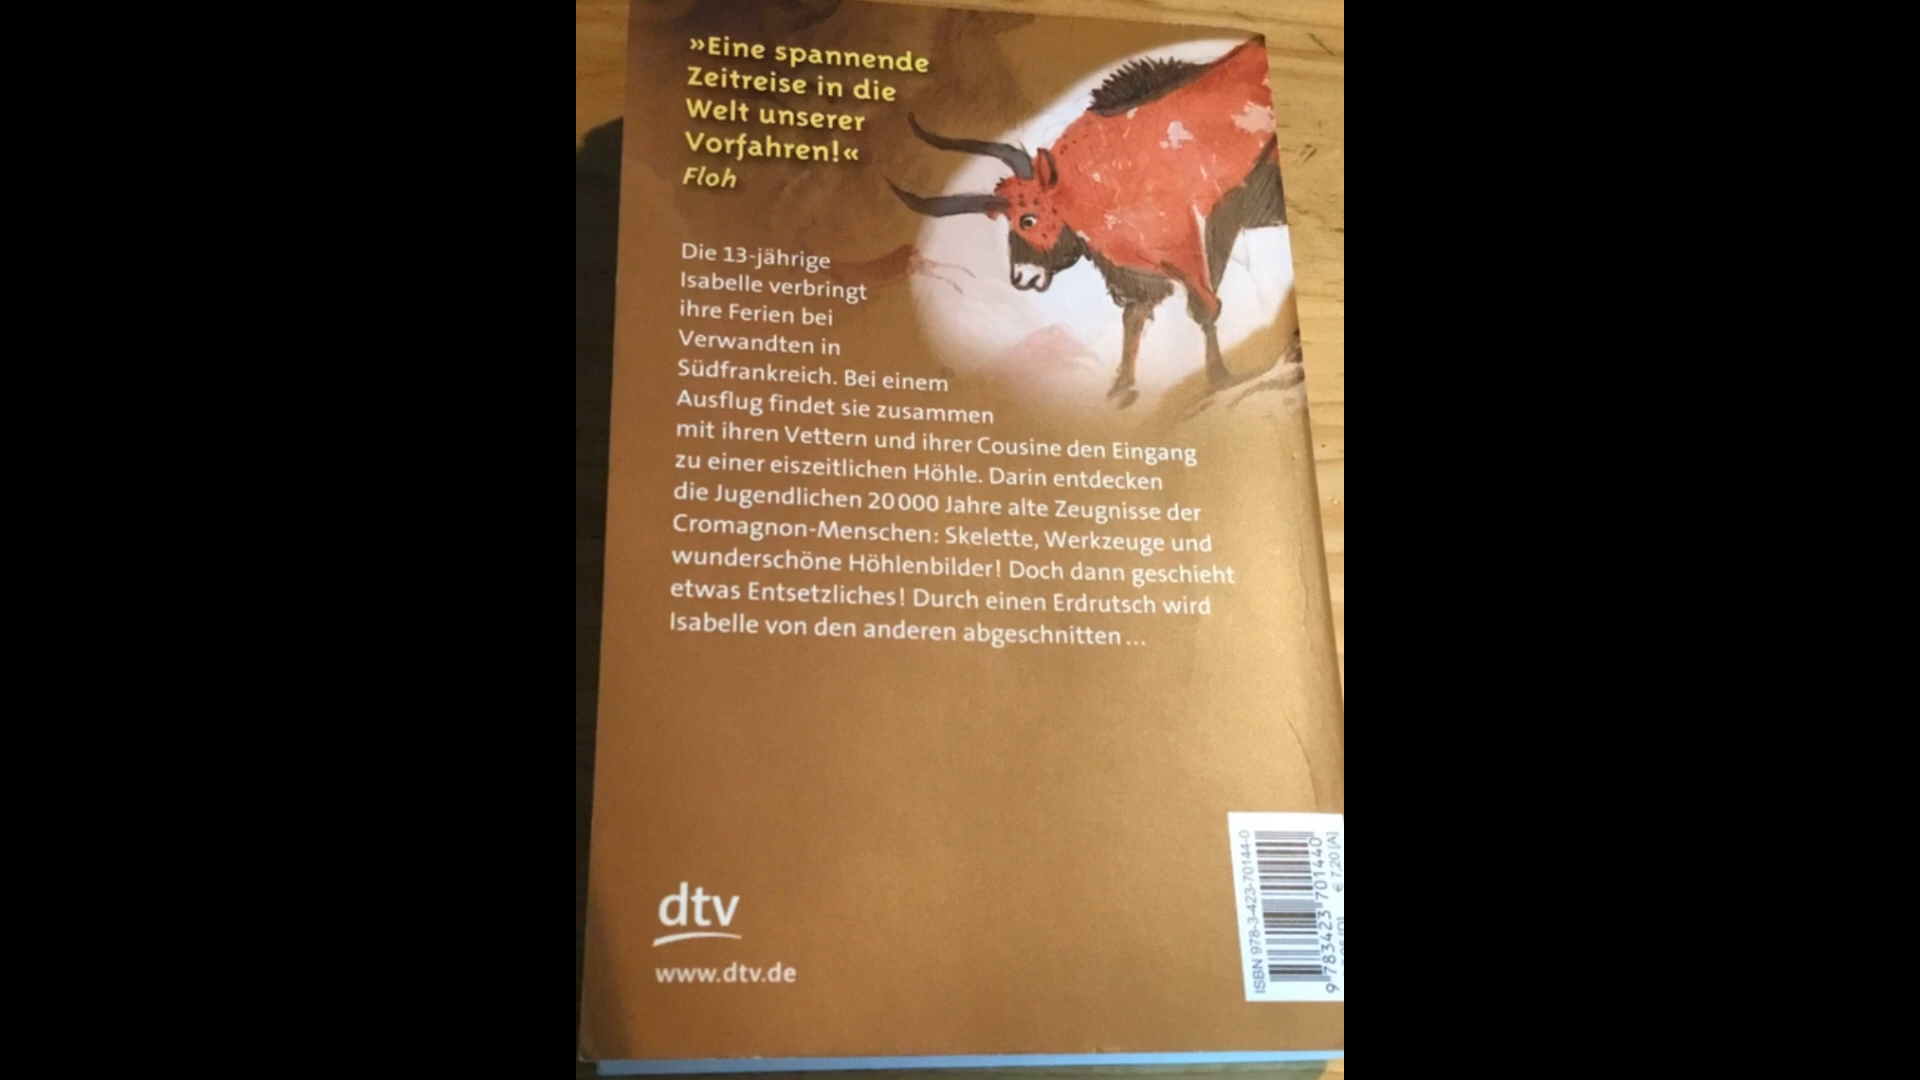 »Eine spannende
Zeitreise in die
Welt unserer
Vorfahren!«
Floh
Die 13-jährige
Isabelle verbringt
ihre Ferien bei
Verwandten in
Südfrankreich. Bei einem
Ausflug findet sie zusammen
mit ihren Vettern und ihrer Cousine den Eingang
zu einer eiszeitlichen Höhle. Darin entdecken
die Jugendlichen 20 000 Jahre alte Zeugnisse der
Cromagnon-Menschen: Skelette, Werkzeuge und
wunderschöne Höhlenbilder! Doch dann geschieht
etwas Entsetzliches! Durch einen Erdrutsch wird
Isabelle von den anderen abgeschnitten ...
dtv
www.dtv.de
ISBN 978-3-423-70144-0
9 783423 701440
€ 7,20 [A]